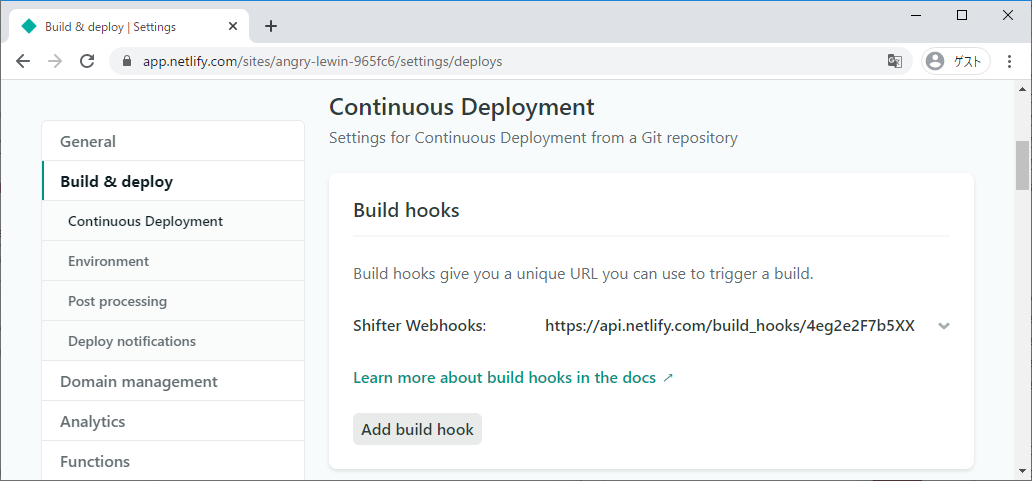 Build & deploy | Settings
app.netlify.com/sites/angry-lewin-965fc6/settings/deploys
ゲスト
General
Build & deploy
Continuous Deployment
Environment
Post processing
Deploy notifications
Domain management
Analytics
Functions
Continuous Deployment
Settings for Continuous Deployment from a Git repository
Build hooks
Build hooks give you a unique URL you can use to trigger a build.
Shifter Webhooks: https://api.netlify.com/build_hooks/4eg2e2F7b5XX
Learn more about build hooks in the docs ↗
Add build hook